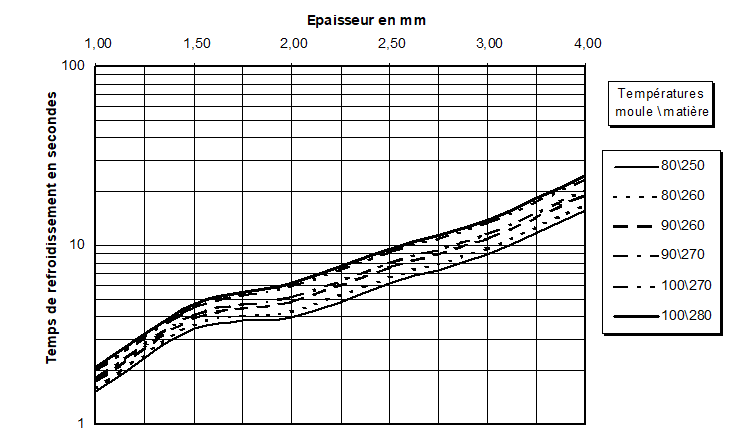 Epaisseur en mm
1,00 1,50 2,00 2,50 3,00 4,00
Temps de refroidissement en secondes
100
10
1
Températures
moule \ matière
80\250
80\260
90\260
90\270
100\270
100\280